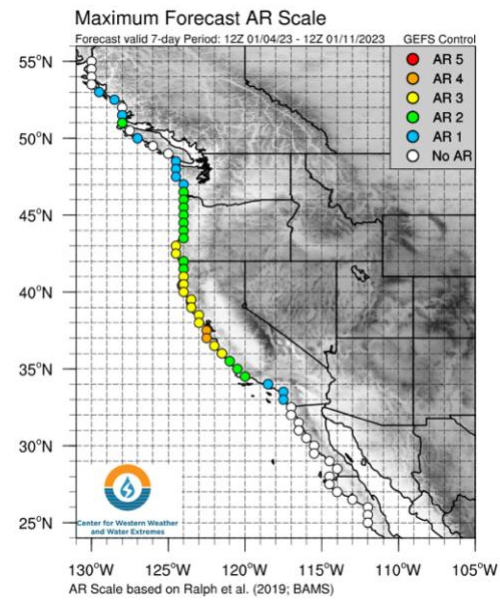 Maximum Forecast AR Scale
Forecast valid 7-day Period: 12Z 01/04/23 - 12Z 01/11/2023 GEFS Control
55°N
50°N
45°N
40°N
35°N
30°N
25°N
AR 5
AR 4
AR 3
AR 2
AR 1
No AR
Center for Western Weather
and Water Extremes
130°W 125°W 120°W 115°W 110°W 105°W
AR Scale based on Ralph et al. (2019; BAMS)